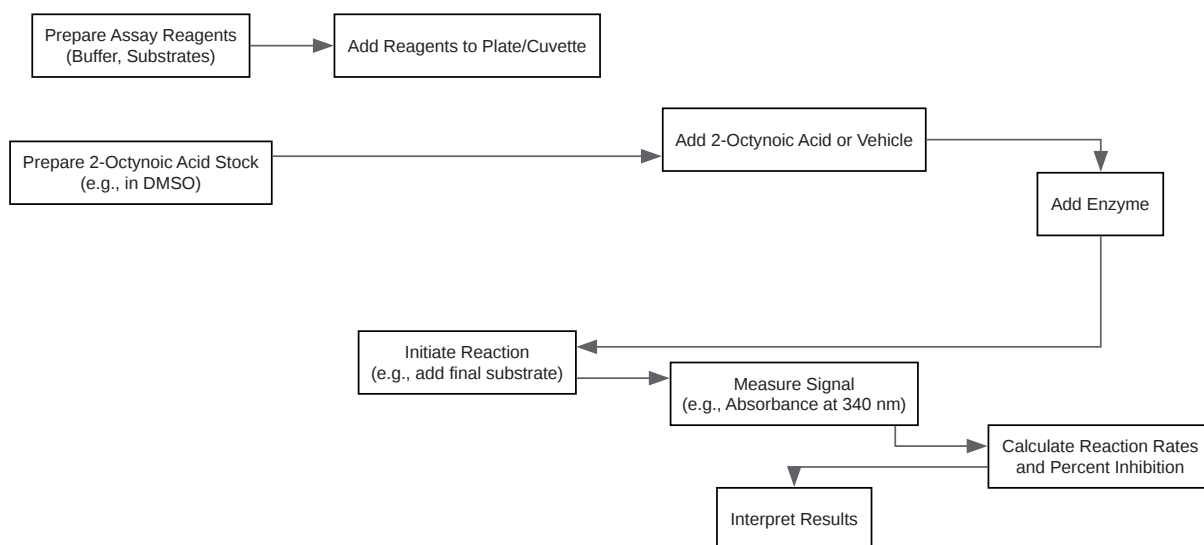 Prepare Assay Reagents
(Buffer, Substrates)
Add Reagents to Plate/Cuvette
Prepare 2-Octynoic Acid Stock
(e.g., in DMSO)
Add 2-Octynoic Acid or Vehicle
Add Enzyme
Initiate Reaction
(e.g., add final substrate)
Measure Signal
(e.g., Absorbance at 340 nm)
Calculate Reaction Rates
and Percent Inhibition
Interpret Results